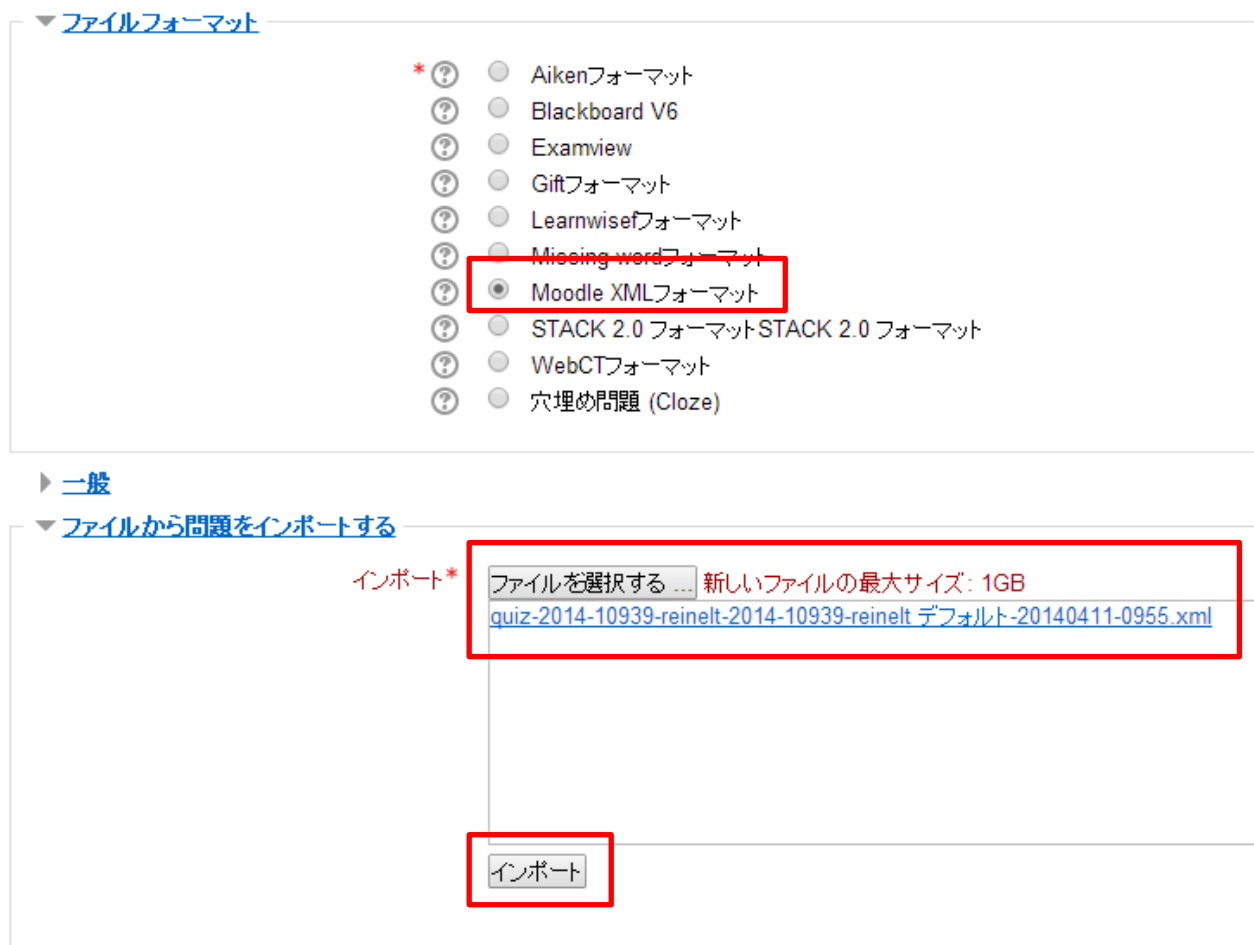 ファイルフォーマット
* Aikenフォーマット
Blackboard V6
Examview
Giftフォーマット
Learnwisefフォーマット
Missing wordフォーマット
Moodle XMLフォーマット
STACK 2.0 フォーマットSTACK 2.0 フォーマット
WebCTフォーマット
穴埋め問題 (Cloze)
一般
ファイルから問題をインポートする
インポート* ファイルを選択する ... 新しいファイルの最大サイズ: 1GB
quiz-2014-10939-reinelt-2014-10939-reinelt デフォルト-20140411-0955.xml
インポート